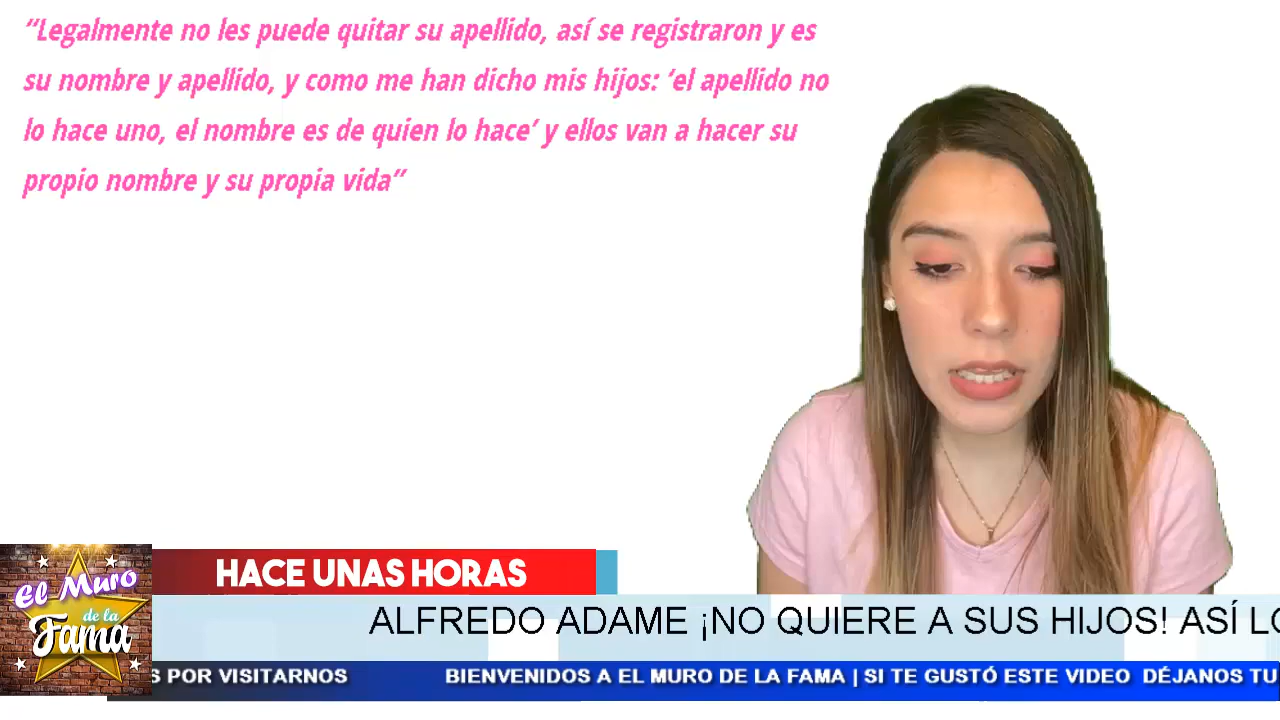 “Legalmente no les puede quitar su apellido, así se registraron y es
su nombre y apellido, y como me han dicho mis hijos: ‘el apellido no
lo hace uno, el nombre es de quien lo hace’ y ellos van a hacer su
propio nombre y su propia vida”
HACE UNAS HORAS
El Muro
de la
Fama
ALFREDO ADAME ¡NO QUIERE A SUS HIJOS! ASÍ LO
S POR VISITARNOS BIENVENIDOS A EL MURO DE LA FAMA | SI TE GUSTÓ ESTE VIDEO DÉJANOS TU